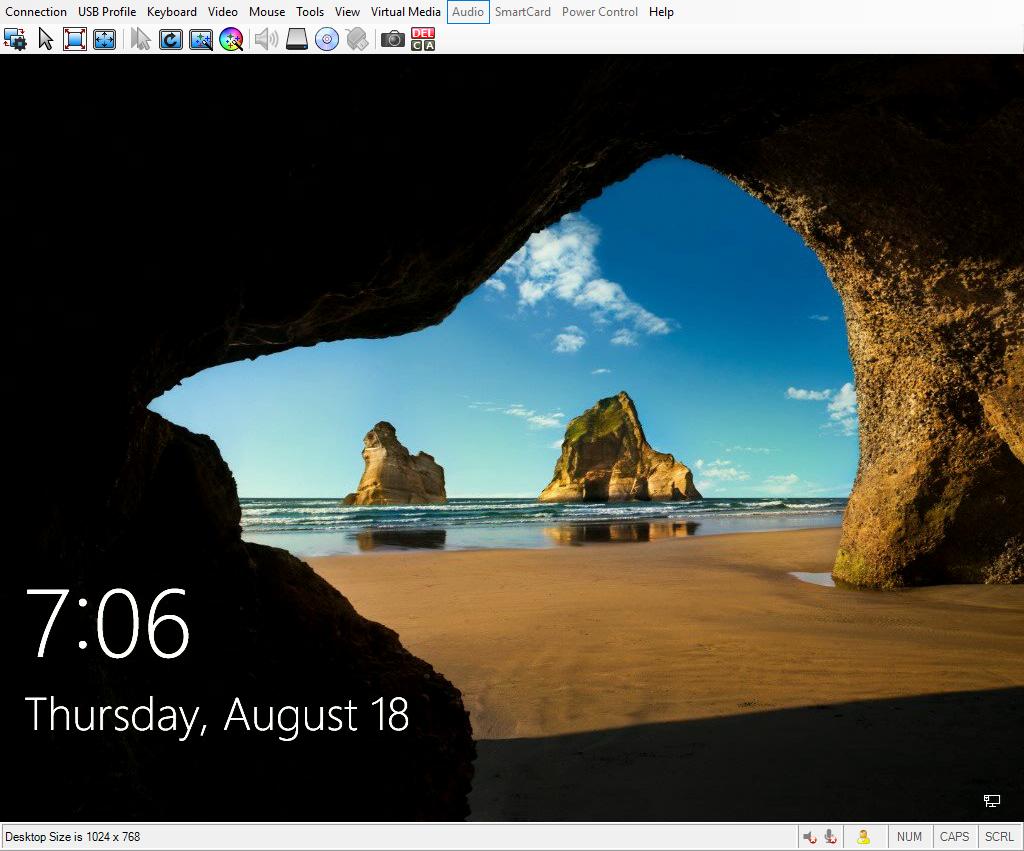 Connection USB Profile Keyboard Video Mouse Tools View Virtual Media Audio SmartCard Power Control Help
DEL
C A
7:06
Thursday, August 18
Desktop Size is 1024 x 768 NUM CAPS SCRL